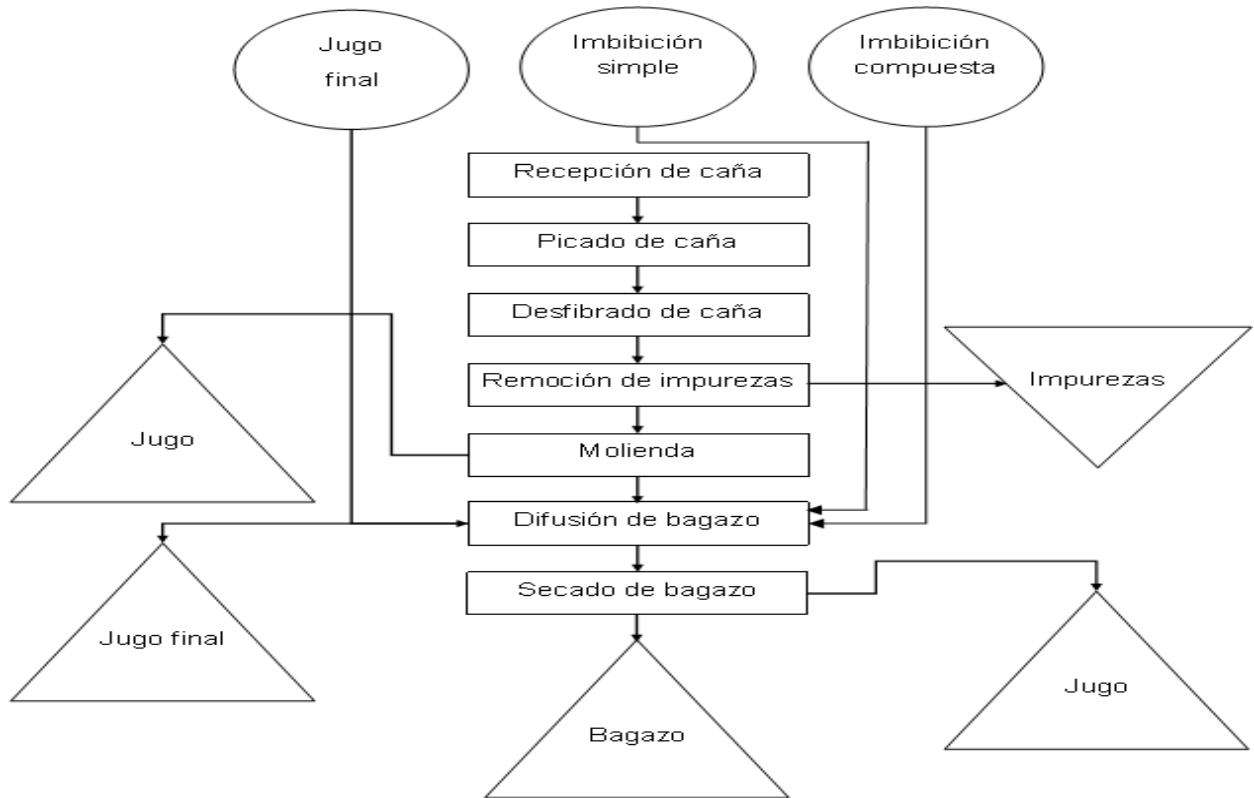 Jugo
final
Imbibición
simple
Imbibición
compuesta
Recepción de caña
Picado de caña
Desfibrado de caña
Remoción de impurezas
Impurezas
Jugo
Molienda
Difusión de bagazo
Secado de bagazo
Jugo final
Jugo
Bagazo